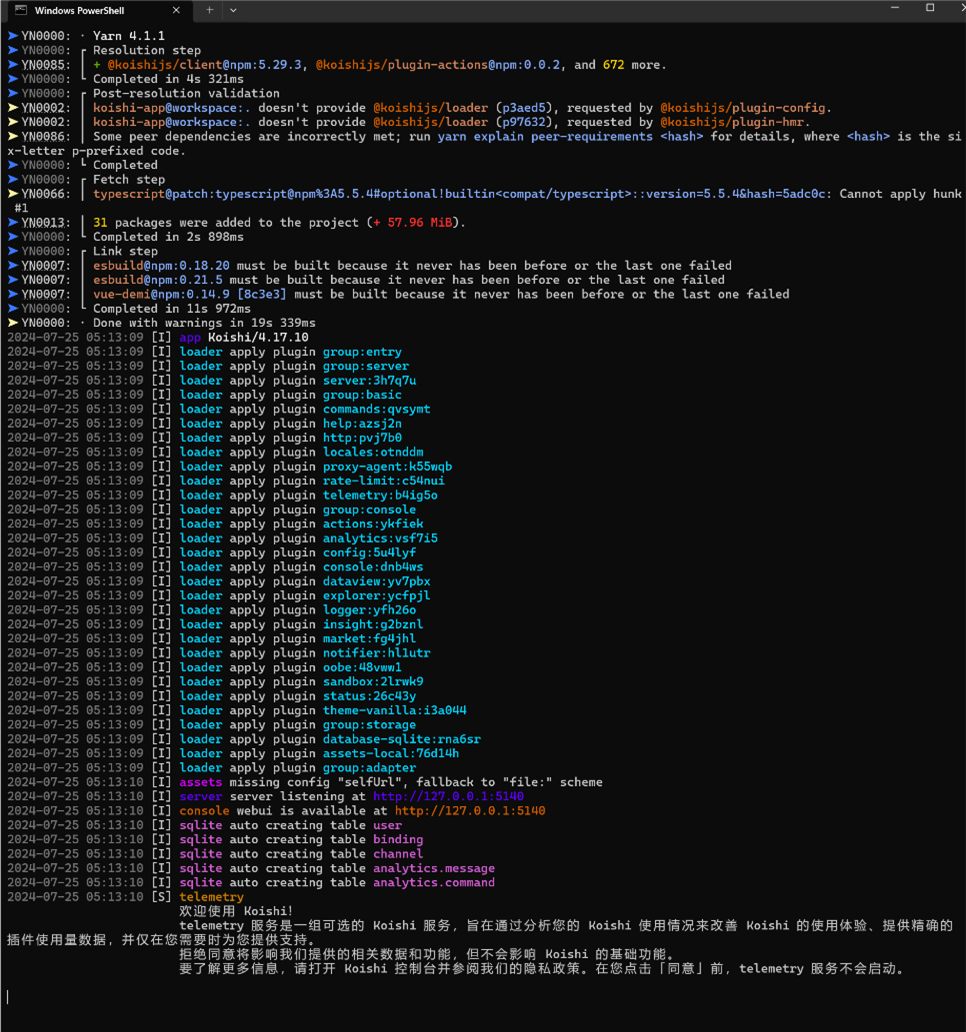 Windows PowerShell
➤ YN0000: · Yarn 4.1.1
➤ YN0000: ┌ Resolution step
➤ YN0085: │ + @koishijs/client@npm:5.29.3, @koishijs/plugin-actions@npm:0.0.2, and 672 more.
➤ YN0000: └ Completed in 4s 321ms
➤ YN0000: ┌ Post-resolution validation
➤ YN0002: │ koishi-app@workspace:. doesn't provide @koishijs/loader (p3aed5), requested by @koishijs/plugin-config.
➤ YN0002: │ koishi-app@workspace:. doesn't provide @koishijs/loader (p97632), requested by @koishijs/plugin-hmr.
➤ YN0086: │ Some peer dependencies are incorrectly met; run yarn explain peer-requirements <hash> for details, where <hash> is the si
x-letter p-prefixed code.
➤ YN0000: └ Completed
➤ YN0000: ┌ Fetch step
➤ YN0066: │ typescript@patch:typescript@npm%3A5.5.4#optional!builtin<compat/typescript>::version=5.5.4&hash=5adc0c: Cannot apply hunk
#1
➤ YN0013: │ 31 packages were added to the project (+ 57.96 MiB).
➤ YN0000: └ Completed in 2s 898ms
➤ YN0000: ┌ Link step
➤ YN0007: │ esbuild@npm:0.18.20 must be built because it never has been before or the last one failed
➤ YN0007: │ esbuild@npm:0.21.5 must be built because it never has been before or the last one failed
➤ YN0007: │ vue-demi@npm:0.14.9 [8c3e3] must be built because it never has been before or the last one failed
➤ YN0000: └ Completed in 11s 972ms
➤ YN0000: · Done with warnings in 19s 339ms
2024-07-25 05:13:09 [I] app Koishi/4.17.10
2024-07-25 05:13:09 [I] loader apply plugin group:entry
2024-07-25 05:13:09 [I] loader apply plugin group:server
2024-07-25 05:13:09 [I] loader apply plugin server:3h7q7u
2024-07-25 05:13:09 [I] loader apply plugin group:basic
2024-07-25 05:13:09 [I] loader apply plugin commands:qvsymt
2024-07-25 05:13:09 [I] loader apply plugin help:azsj2n
2024-07-25 05:13:09 [I] loader apply plugin http:pvj7b0
2024-07-25 05:13:09 [I] loader apply plugin locales:otnddm
2024-07-25 05:13:09 [I] loader apply plugin proxy-agent:k55wqb
2024-07-25 05:13:09 [I] loader apply plugin rate-limit:c54nui
2024-07-25 05:13:09 [I] loader apply plugin telemetry:b4ig5o
2024-07-25 05:13:09 [I] loader apply plugin group:console
2024-07-25 05:13:09 [I] loader apply plugin actions:ykfiek
2024-07-25 05:13:09 [I] loader apply plugin analytics:vsf7i5
2024-07-25 05:13:09 [I] loader apply plugin config:5u4lyf
2024-07-25 05:13:09 [I] loader apply plugin console:dnb4ws
2024-07-25 05:13:09 [I] loader apply plugin dataview:yv7pbx
2024-07-25 05:13:09 [I] loader apply plugin explorer:ycfpjl
2024-07-25 05:13:09 [I] loader apply plugin logger:yfh26o
2024-07-25 05:13:09 [I] loader apply plugin insight:g2bznl
2024-07-25 05:13:09 [I] loader apply plugin market:fg4jhl
2024-07-25 05:13:09 [I] loader apply plugin notifier:hl1utr
2024-07-25 05:13:09 [I] loader apply plugin oobe:48vww1
2024-07-25 05:13:09 [I] loader apply plugin sandbox:2lrwk9
2024-07-25 05:13:09 [I] loader apply plugin status:26c43y
2024-07-25 05:13:09 [I] loader apply plugin theme-vanilla:i3a044
2024-07-25 05:13:09 [I] loader apply plugin group:storage
2024-07-25 05:13:09 [I] loader apply plugin database-sqlite:rna6sr
2024-07-25 05:13:09 [I] loader apply plugin assets-local:76d14h
2024-07-25 05:13:09 [I] loader apply plugin group:adapter
2024-07-25 05:13:10 [I] assets missing config "selfUrl", fallback to "file:" scheme
2024-07-25 05:13:10 [I] server server listening at http://127.0.0.1:5140
2024-07-25 05:13:10 [I] console webui is available at http://127.0.0.1:5140
2024-07-25 05:13:10 [I] sqlite auto creating table user
2024-07-25 05:13:10 [I] sqlite auto creating table binding
2024-07-25 05:13:10 [I] sqlite auto creating table channel
2024-07-25 05:13:10 [I] sqlite auto creating table analytics.message
2024-07-25 05:13:10 [I] sqlite auto creating table analytics.command
2024-07-25 05:13:10 [S] telemetry
欢迎使用 Koishi!
telemetry 服务是一组可选的 Koishi 服务，旨在通过分析您的 Koishi 使用情况来改善 Koishi 的使用体验、提供精确的
插件使用量数据，并仅在您需要时为您提供支持。
拒绝同意将影响我们提供的相关数据和功能，但不会影响 Koishi 的基础功能。
要了解更多信息，请打开 Koishi 控制台并参阅我们的隐私政策。在您点击「同意」前，telemetry 服务不会启动。